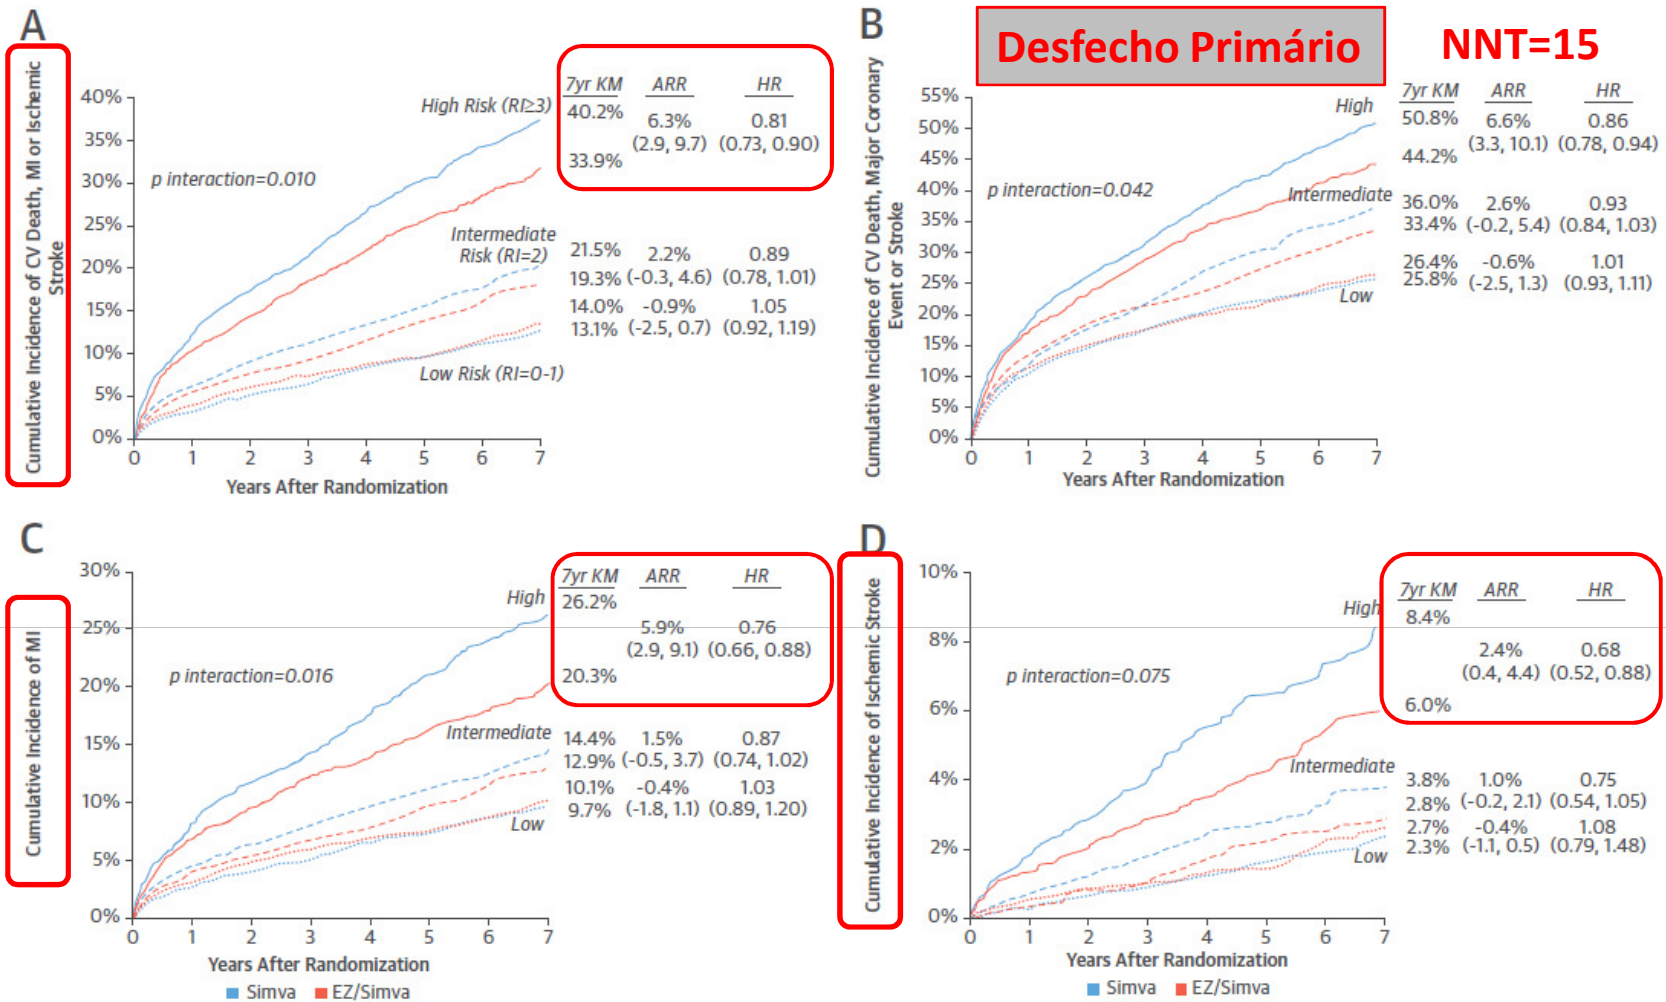 A
Cumulative Incidence of CV Death, MI or Ischemic
Stroke
40%
35%
30%
25%
20%
15%
10%
5%
0%
High Risk (RI≥3)
p interaction=0.010
Intermediate
Risk (RI=2)
Low Risk (RI=0-1)
7yr KM ARR HR
40.2%
6.3% 0.81
(2.9, 9.7) (0.73, 0.90)
33.9%
21.5% 2.2% 0.89
19.3% (-0.3, 4.6) (0.78, 1.01)
14.0% -0.9% 1.05
13.1% (-2.5, 0.7) (0.92, 1.19)
0 1 2 3 4 5 6 7
Years After Randomization
B
Desfecho Primário
NNT=15
Cumulative Incidence of CV Death, Major Coronary
Event or Stroke
55%
50%
45%
40%
35%
30%
25%
20%
15%
10%
5%
0%
High
p interaction=0.042
Intermediate
Low
7yr KM ARR HR
50.8% 6.6% 0.86
(3.3, 10.1) (0.78, 0.94)
44.2%
36.0% 2.6% 0.93
33.4% (-0.2, 5.4) (0.84, 1.03)
26.4% -0.6% 1.01
25.8% (-2.5, 1.3) (0.93, 1.11)
0 1 2 3 4 5 6 7
Years After Randomization
C
Cumulative Incidence of MI
30%
25%
20%
15%
10%
5%
0%
High
p interaction=0.016
Intermediate
Low
7yr KM ARR HR
26.2%
5.9% 0.76
(2.9, 9.1) (0.66, 0.88)
20.3%
14.4% 1.5% 0.87
12.9% (-0.5, 3.7) (0.74, 1.02)
10.1% -0.4% 1.03
9.7% (-1.8, 1.1) (0.89, 1.20)
0 1 2 3 4 5 6 7
Years After Randomization
Simva EZ/Simva
D
Cumulative Incidence of Ischemic Stroke
10%
8%
6%
4%
2%
0%
High
p interaction=0.075
Intermediate
Low
7yr KM ARR HR
8.4%
2.4% 0.68
(0.4, 4.4) (0.52, 0.88)
6.0%
3.8% 1.0% 0.75
2.8% (-0.2, 2.1) (0.54, 1.05)
2.7% -0.4% 1.08
2.3% (-1.1, 0.5) (0.79, 1.48)
0 1 2 3 4 5 6 7
Years After Randomization
Simva EZ/Simva